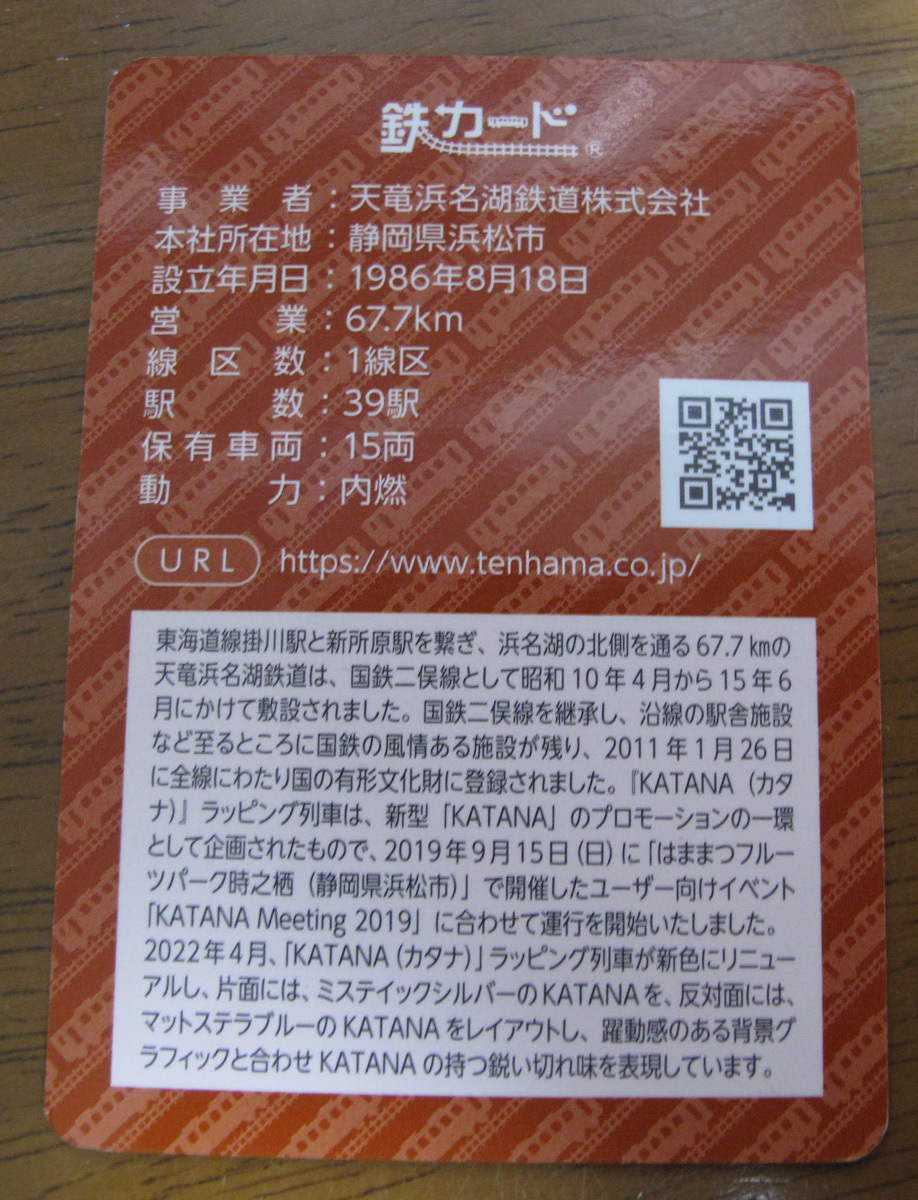 鉄カード®
事業者：天竜浜名湖鉄道株式会社
本社所在地：静岡県浜松市
設立年月日：1986年8月18日
営業：67.7km
線区数：1線区
駅数：39駅
保有車両：15両
動力：内燃
URL https://www.tenhama.co.jp/
東海道線掛川駅と新所原駅を繋ぎ、浜名湖の北側を通る67.7㎞の
天竜浜名湖鉄道は、国鉄二俣線として昭和10年4月から15年6
月にかけて敷設されました。国鉄二俣線を継承し、沿線の駅舎施設
など至るところに国鉄の風情ある施設が残り、2011年1月26日
に全線にわたり国の有形文化財に登録されました。『KATANA（カタ
ナ）』ラッピング列車は、新型「KATANA」のプロモーションの一環
として企画されたもので、2019年9月15日（日）に「はままつフルー
ツパーク時之栖（静岡県浜松市）」で開催したユーザー向けイベント
「KATANA Meeting 2019」に合わせて運行を開始いたしました。
2022年4月、「KATANA（カタナ）」ラッピング列車が新色にリニュー
アルし、片面には、ミステイックシルバーのKATANAを、反対面には、
マットステラブルーのKATANAをレイアウトし、躍動感のある背景グ
ラフィックと合わせKATANAの持つ鋭い切れ味を表現しています。